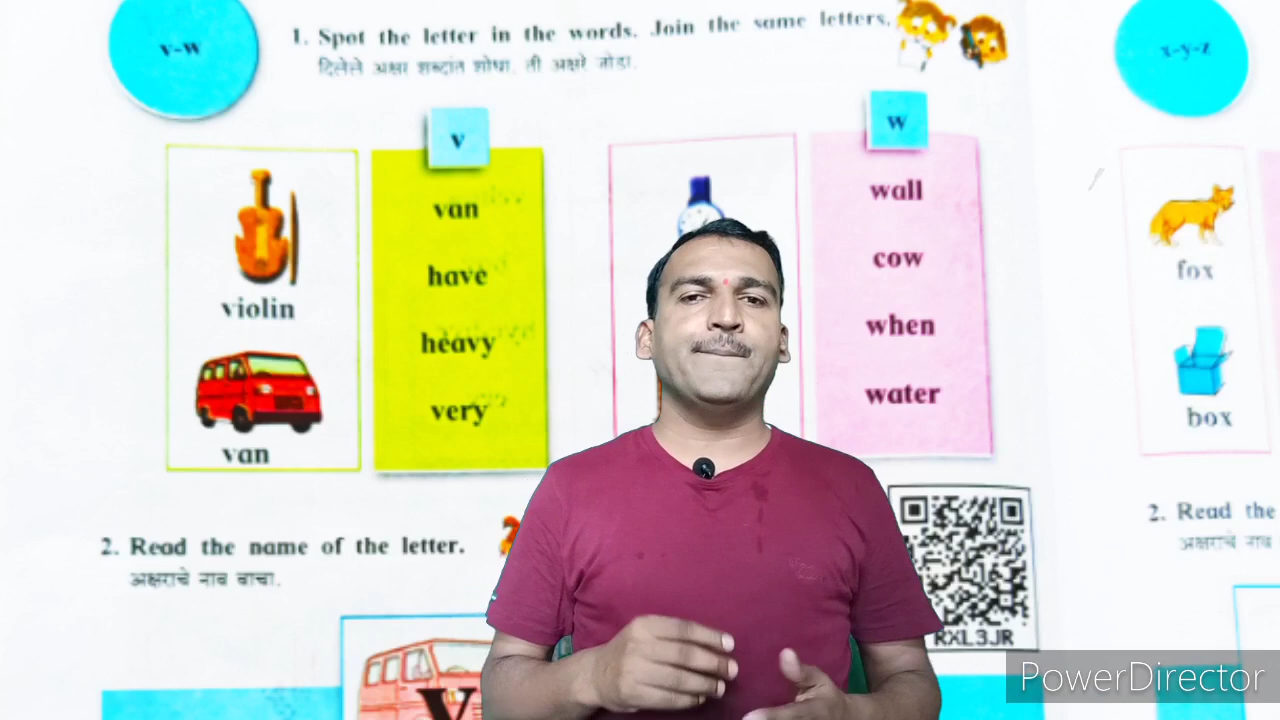 v-w
1. Spot the letter in the words. Join the same letters.
दिलेले अक्षर शब्दांत शोधा. ती अक्षरे जोडा.
x-y-z
v
w
violin
van
van
have
heavy
very
wall
cow
when
water
fox
box
2. Read the name of the letter.
अक्षराचे नाव वाचा.
V
RXL3JR
2. Read the
अक्षराचे नाव
PowerDirector